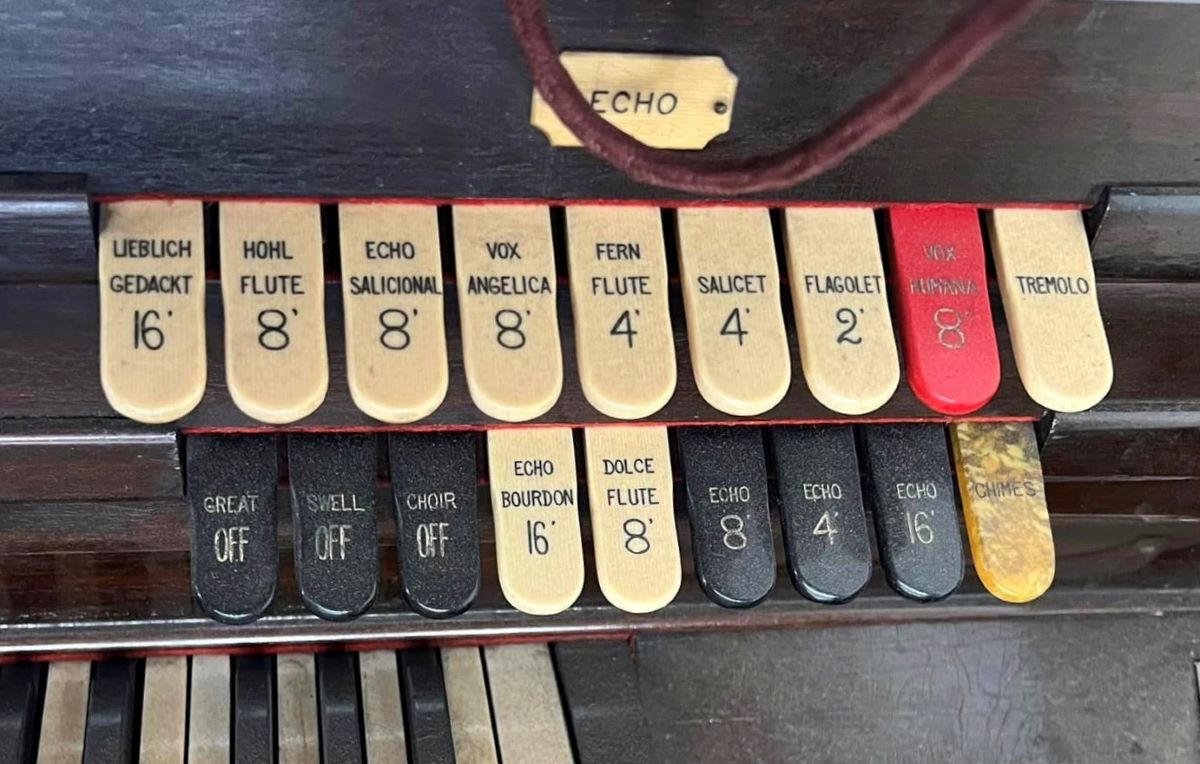 ECHO
LIEBLICH
GEDACKT
16'
HOHL
FLUTE
8'
ECHO
SALICIONAL
8'
VOX
ANGELICA
8'
FERN
FLUTE
4'
SALICET
4'
FLAGOLET
2'
VOX
HUMANA
8'
TREMOLO
GREAT
OFF
SWELL
OFF
CHOIR
OFF
ECHO
BOURDON
16'
DOLCE
FLUTE
8'
ECHO
8'
ECHO
4'
ECHO
16'
CHIMES